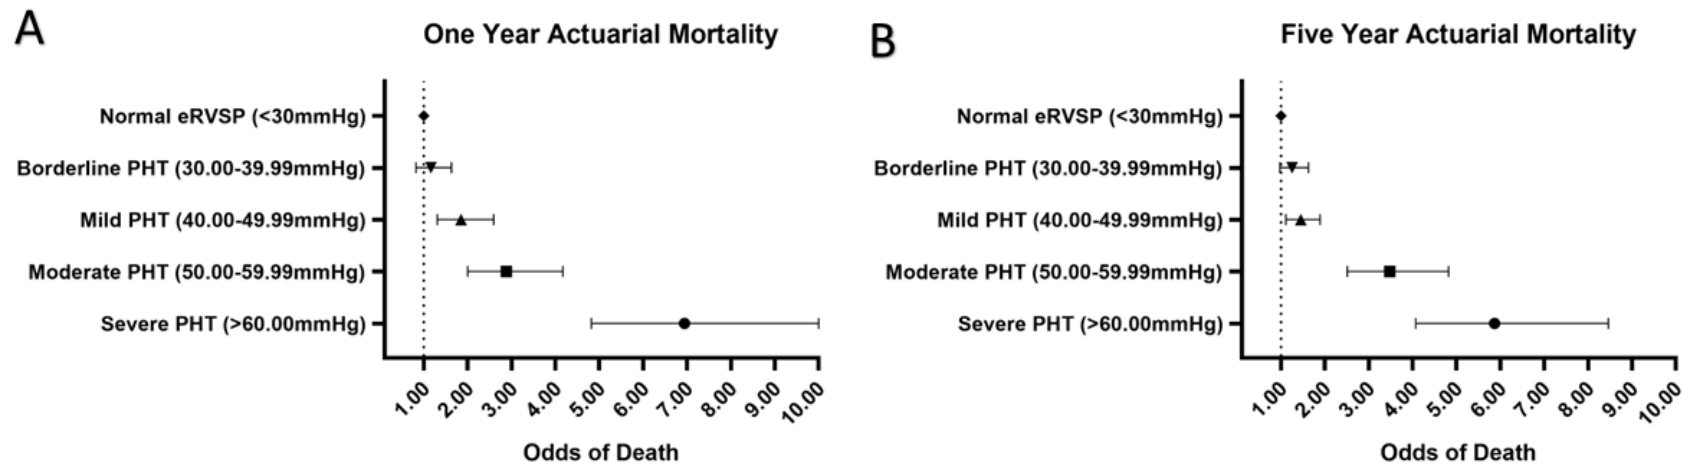 A
One Year Actuarial Mortality
Normal eRVSP (<30mmHg)
Borderline PHT (30.00-39.99mmHg)
Mild PHT (40.00-49.99mmHg)
Moderate PHT (50.00-59.99mmHg)
Severe PHT (>60.00mmHg)
1.00 2.00 3.00 4.00 5.00 6.00 7.00 8.00 9.00 10.00
Odds of Death
B
Five Year Actuarial Mortality
Normal eRVSP (<30mmHg)
Borderline PHT (30.00-39.99mmHg)
Mild PHT (40.00-49.99mmHg)
Moderate PHT (50.00-59.99mmHg)
Severe PHT (>60.00mmHg)
1.00 2.00 3.00 4.00 5.00 6.00 7.00 8.00 9.00 10.00
Odds of Death